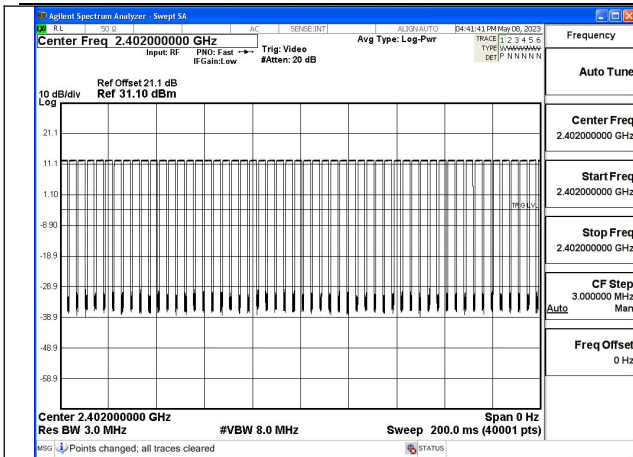 Agilent Spectrum Analyzer - Swept SA
RL 50 Ω AC SENSE:INT ALIGN AUTO 04:41:41 PM May 08, 2023
Center Freq 2.402000000 GHz
Input: RF PNO: Fast Trig: Video Avg Type: Log-Pwr TRACE 1 2 3 4 5 6
IFGain:Low #Atten: 20 dB TYPE
DET P N N N N N
Ref Offset 21.1 dB
10 dB/div Ref 31.10 dBm
Log
21.1
11.1
1.10
TRIG LVL
-8.90
-18.9
-28.9
-38.9
-48.9
-58.9
Center 2.402000000 GHz Span 0 Hz
Res BW 3.0 MHz #VBW 8.0 MHz Sweep 200.0 ms (40001 pts)
MSG Points changed; all traces cleared STATUS
Frequency
Auto Tune
Center Freq
2.402000000 GHz
Start Freq
2.402000000 GHz
Stop Freq
2.402000000 GHz
CF Step
3.000000 MHz
Auto Man
Freq Offset
0 Hz